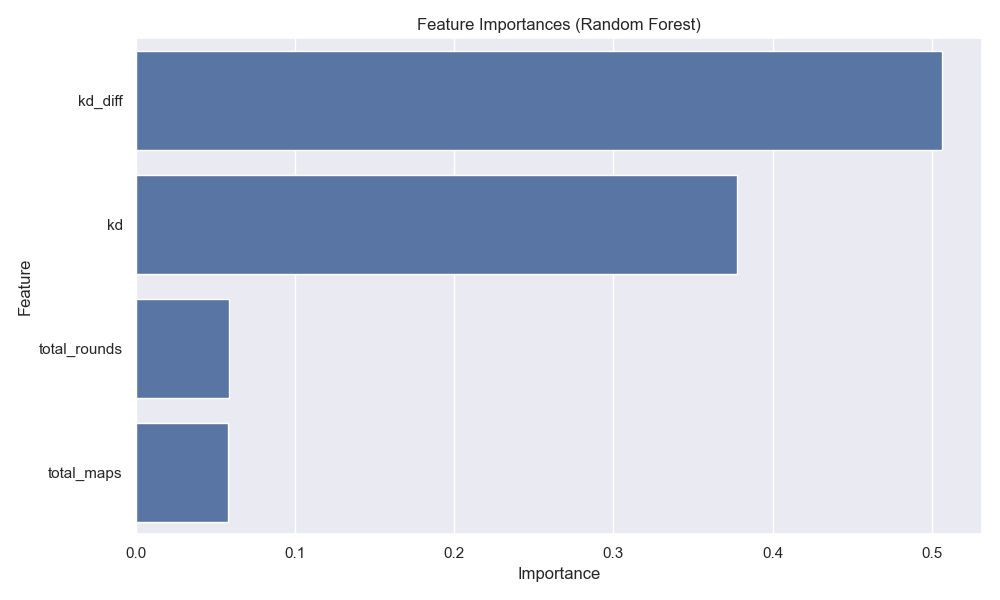 Feature Importances (Random Forest)
Feature
kd_diff
kd
total_rounds
total_maps
0.0 0.1 0.2 0.3 0.4 0.5
Importance